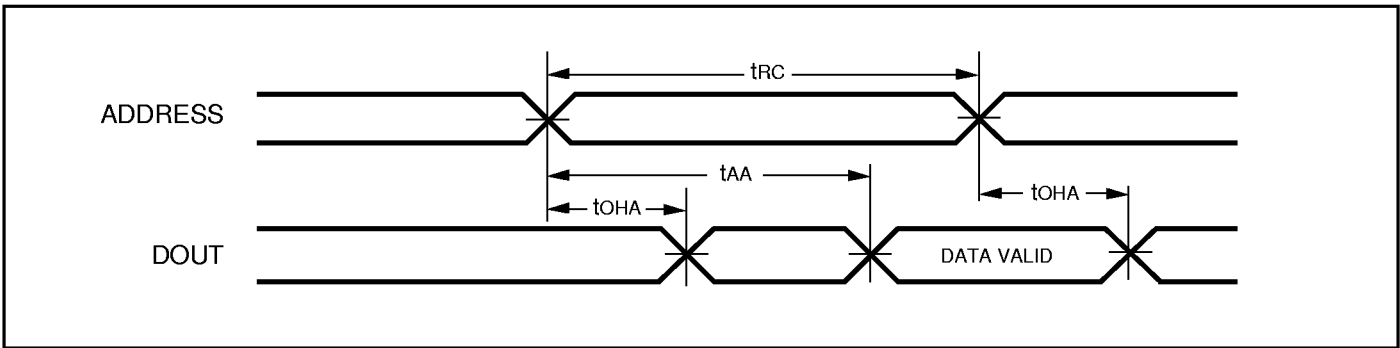 tRC
ADDRESS
tAA
tOHA
tOHA
DOUT
DATA VALID